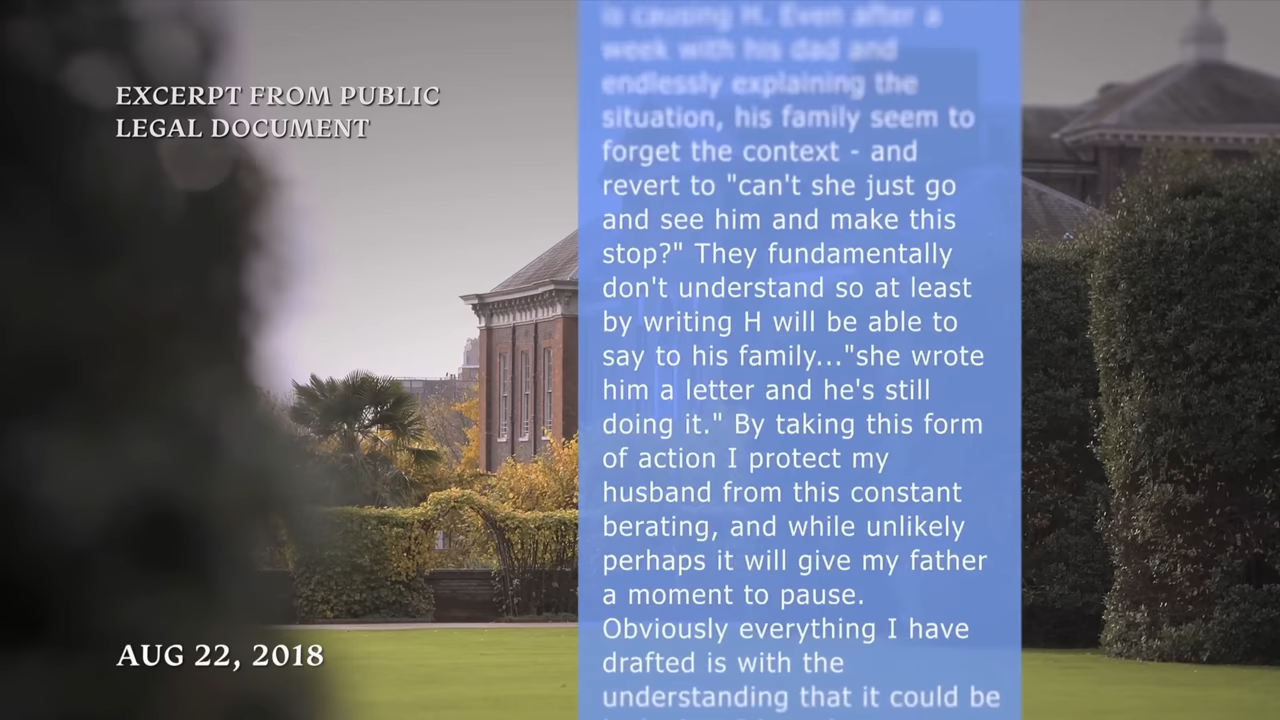 EXCERPT FROM PUBLIC
LEGAL DOCUMENT
is causing H. Even after a
week with his dad and
endlessly explaining the
situation, his family seem to
forget the context - and
revert to "can't she just go
and see him and make this
stop?" They fundamentally
don't understand so at least
by writing H will be able to
say to his family..."she wrote
him a letter and he's still
doing it." By taking this form
of action I protect my
husband from this constant
berating, and while unlikely
perhaps it will give my father
a moment to pause.
Obviously everything I have
drafted is with the
understanding that it could be
AUG 22, 2018